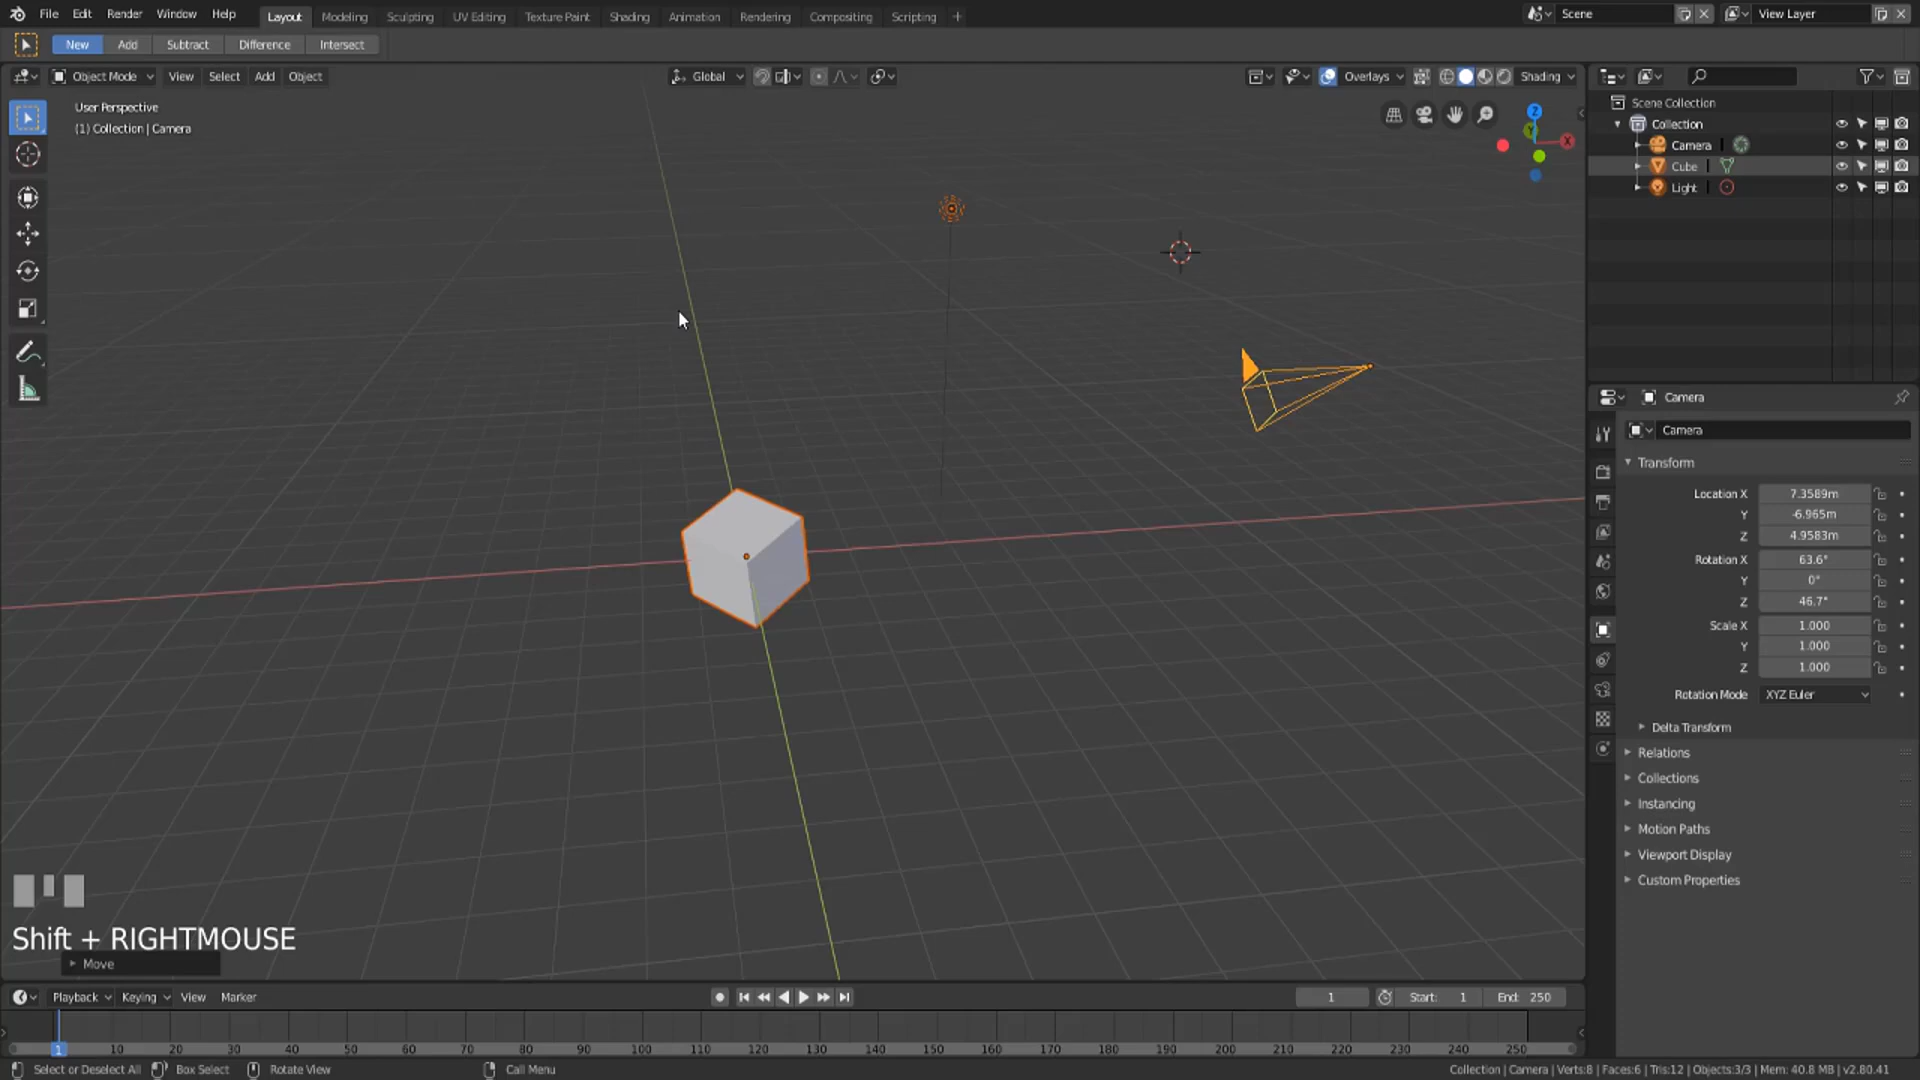 File Edit Render Window Help Layout Modeling Sculpting UV Editing Texture Paint Shading Animation Rendering Compositing Scripting + Scene View Layer
New Add Subtract Difference Intersect
Object Mode View Select Add Object Global Overlays Shading
User Perspective
(1) Collection | Camera
Z
Y
X
Scene Collection
Collection
Camera
Cube
Light
Camera
Camera
Transform
Location X 7.3589m
Y -6.965m
Z 4.9583m
Rotation X 63.6°
Y 0°
Z 46.7°
Scale X 1.000
Y 1.000
Z 1.000
Rotation Mode XYZ Euler
Delta Transform
Relations
Collections
Instancing
Motion Paths
Viewport Display
Custom Properties
Shift + RIGHTMOUSE
Move
Playback Keying View Marker 1 Start: 1 End: 250
1 10 20 30 40 50 60 70 80 90 100 110 120 130 140 150 160 170 180 190 200 210 220 230 240 250
Select or Deselect All Box Select Rotate View Call Menu Collection | Camera | Verts:8 | Faces:6 | Tris:12 | Objects:3/3 | Mem: 40.8 MB | v2.80.41